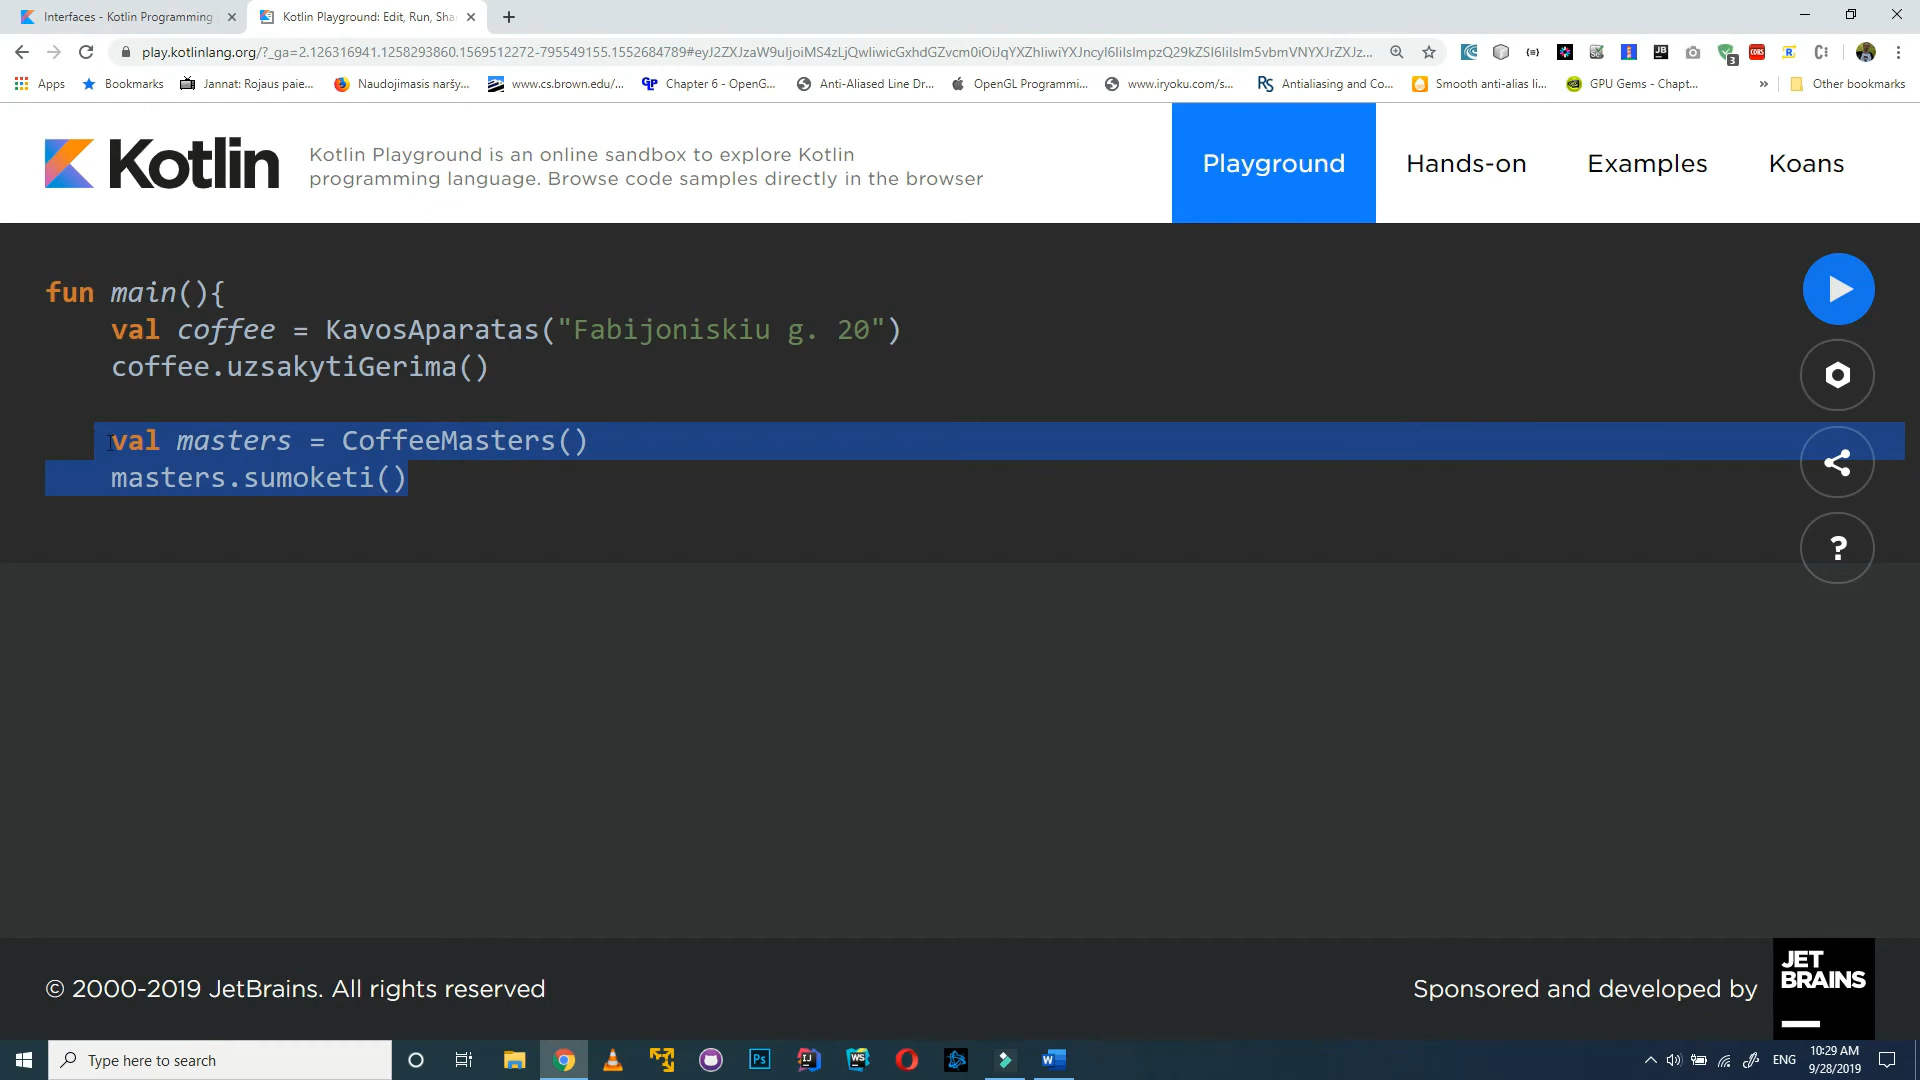 Interfaces - Kotlin Programming
Kotlin Playground: Edit, Run, Sha
play.kotlinlang.org/?_ga=2.126316941.1258293860.1569512272-795549155.1552684789#eyJ2ZXJzaW9uIjoiMS4zLjQwIiwicGxhdGZvcm0iOiJqYXZhIiwiYXJncyI6IiIsImpzQ29kZSI6IiIsIm5vbmVNYXJrZXJz...
Apps
Bookmarks
Jannat: Rojaus paie...
Naudojimasis naršy...
www.cs.brown.edu/...
Chapter 6 - OpenG...
Anti-Aliased Line Dr...
OpenGL Programmi...
www.iryoku.com/s...
Antialiasing and Co...
Smooth anti-alias li...
GPU Gems - Chapt...
»
Other bookmarks
Kotlin
Kotlin Playground is an online sandbox to explore Kotlin
programming language. Browse code samples directly in the browser
Playground
Hands-on
Examples
Koans
fun main(){
val coffee = KavosAparatas("Fabijoniskiu g. 20")
coffee.uzsakytiGerima()
val masters = CoffeeMasters()
masters.sumoketi()
?
© 2000-2019 JetBrains. All rights reserved
Sponsored and developed by
JET
BRAINS
Type here to search
ENG
10:29 AM
9/28/2019